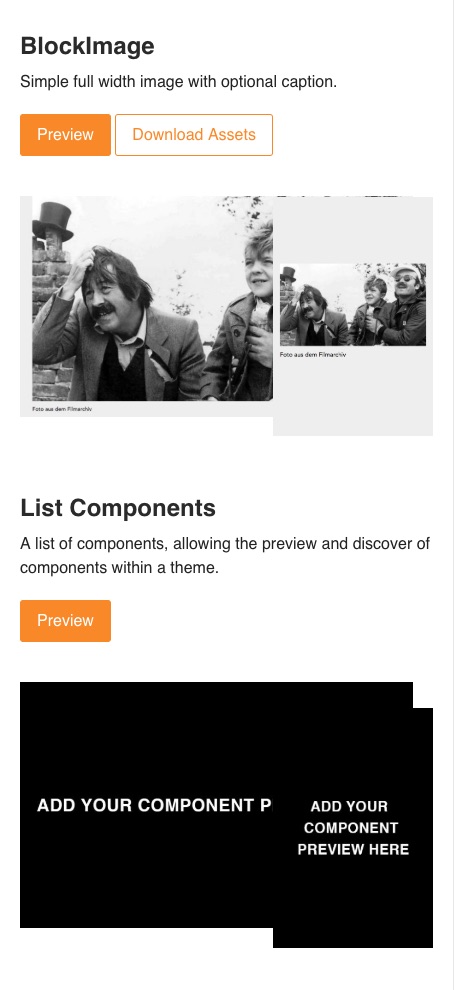 BlockImage
Simple full width image with optional caption.
Preview
Download Assets
Foto aus dem Filmarchiv
Foto aus dem Filmarchiv
List Components
A list of components, allowing the preview and discover of
components within a theme.
Preview
ADD YOUR COMPONENT P
ADD YOUR
COMPONENT
PREVIEW HERE